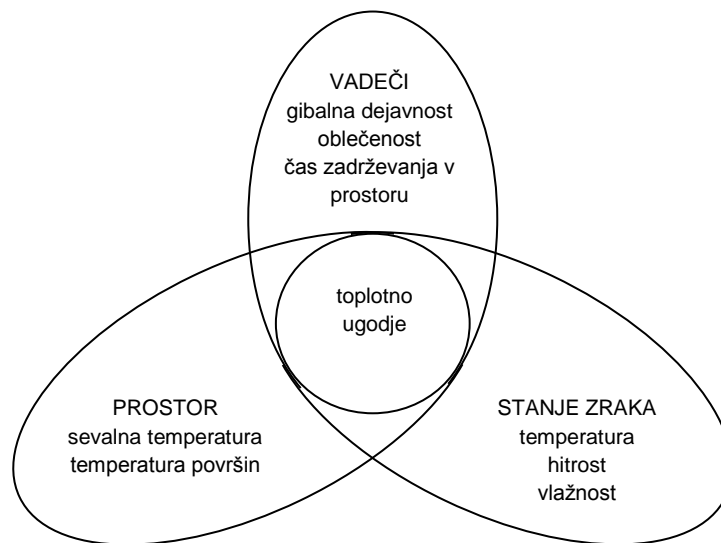 VADEČI
gibalna dejavnost
oblečenost
čas zadrževanja v
prostoru
toplotno
ugodje
PROSTOR
sevalna temperatura
temperatura površin
STANJE ZRAKA
temperatura
hitrost
vlažnost